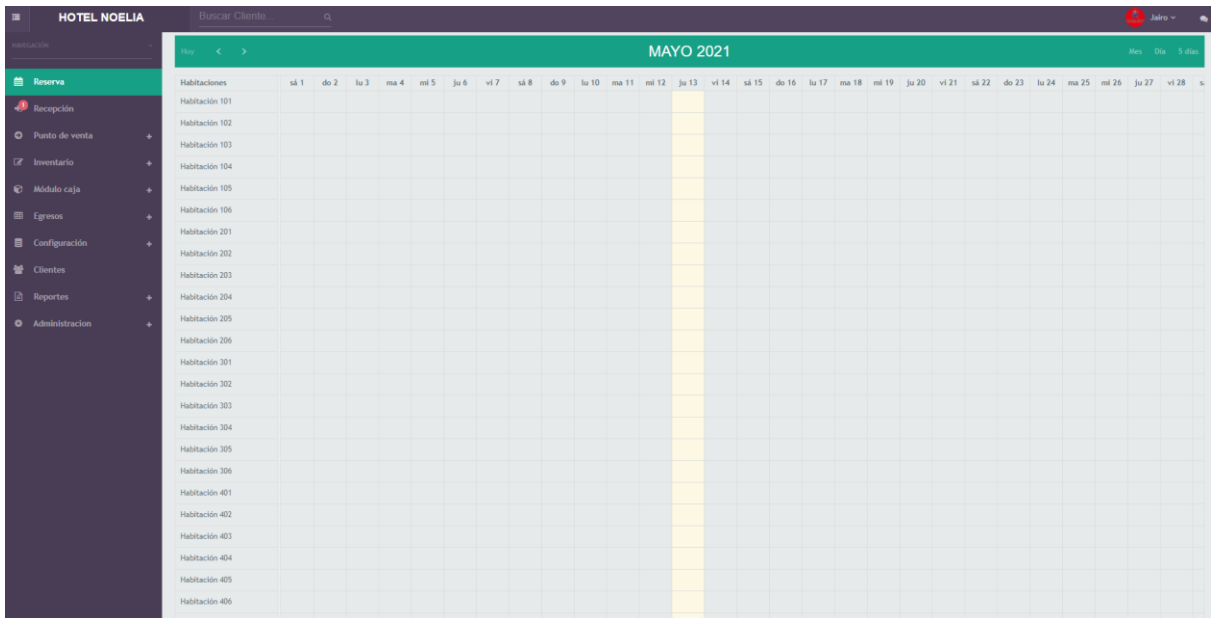 HOTEL NOELIA
Buscar Cliente...
Jairo
NAVEGACIÓN
Reserva
1
Recepción
Punto de venta +
Inventario +
Módulo caja +
Egresos +
Configuración +
Clientes
Reportes +
Administracion +
Hoy < > MAYO 2021 Mes Día 5 días
Habitaciones sá 1 do 2 lu 3 ma 4 mi 5 ju 6 vi 7 sá 8 do 9 lu 10 ma 11 mi 12 ju 13 vi 14 sá 15 do 16 lu 17 ma 18 mi 19 ju 20 vi 21 sá 22 do 23 lu 24 ma 25 mi 26 ju 27 vi 28
Habitación 101
Habitación 102
Habitación 103
Habitación 104
Habitación 105
Habitación 106
Habitación 201
Habitación 202
Habitación 203
Habitación 204
Habitación 205
Habitación 206
Habitación 301
Habitación 302
Habitación 303
Habitación 304
Habitación 305
Habitación 306
Habitación 401
Habitación 402
Habitación 403
Habitación 404
Habitación 405
Habitación 406